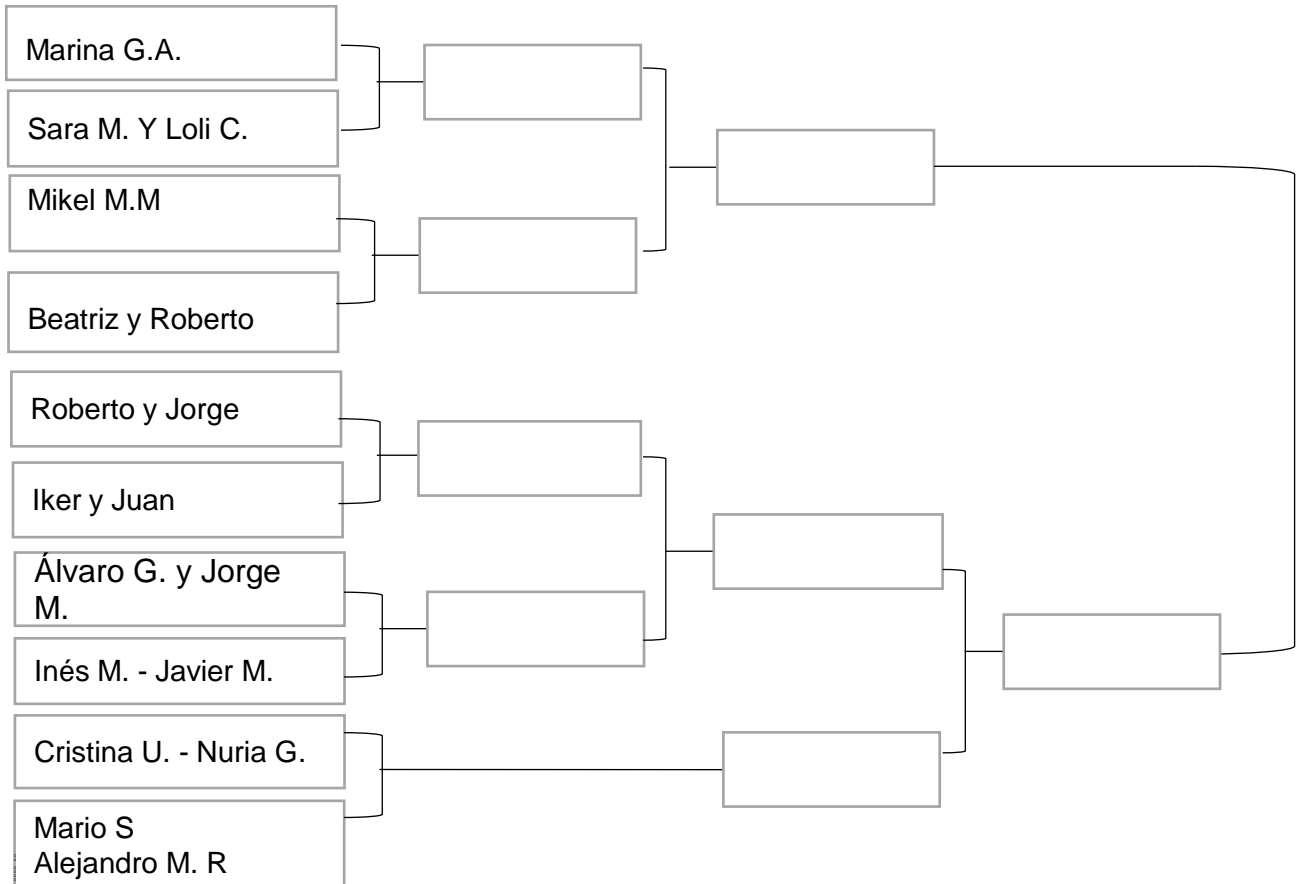 Marina G.A.
Sara M. Y Loli C.
Mikel M.M
Beatriz y Roberto
Roberto y Jorge
Iker y Juan
Álvaro G. y Jorge
M.
Inés M. - Javier M.
Cristina U. - Nuria G.
Mario S
Alejandro M. R